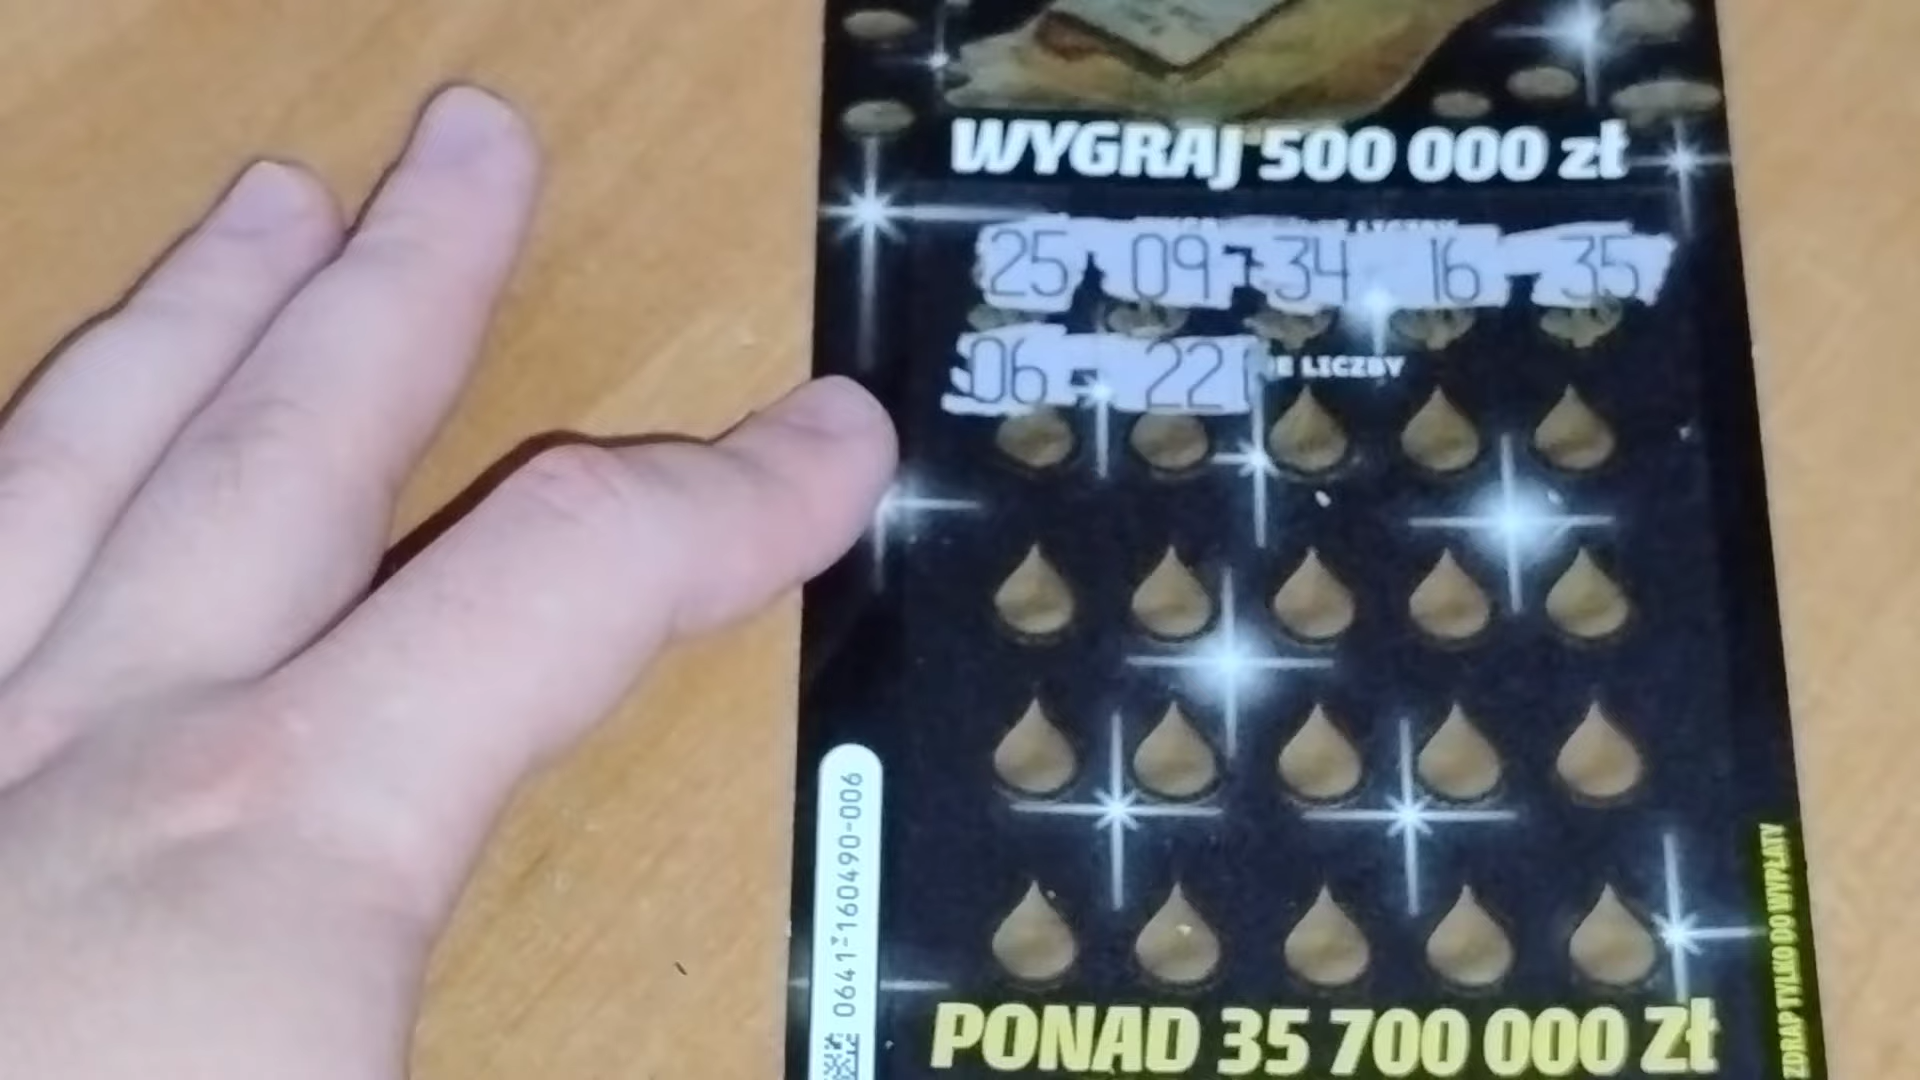 WYGRAJ 500 000 zł
25 09 34 16 35
LICZBY
06 22
PONAD 35 700 000 Zł
0641-160490-006
ZDRAP TYLKO DO WYPŁATY